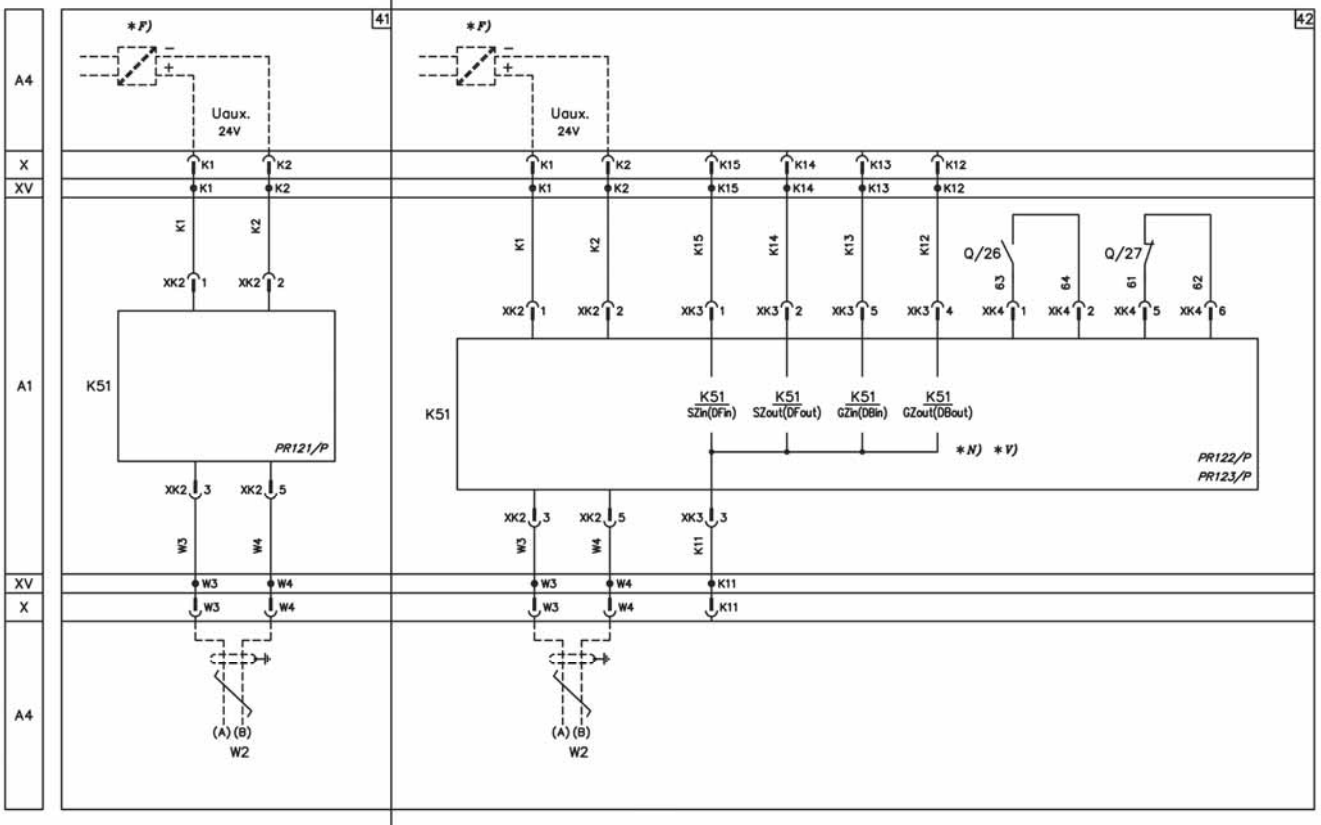 *F) 41 *F) 42
A4 − + − +
Uaux. Uaux.
24V 24V
X K1 K2 K1 K2 K15 K14 K13 K12
XV K1 K2 K1 K2 K15 K14 K13 K12
K1 K2 K1 K2 K15 K14 K13 K12 Q/26 63 64 Q/27 61 62
XK2 1 XK2 2
XK2 1 XK2 2 XK3 1 XK3 2 XK3 5 XK3 4 XK4 1 XK4 2 XK4 5 XK4 6
A1 K51 K51
K51 K51 K51 K51
SZin(DFin) SZout(DFout) GZin(DBin) GZout(DBout)
PR121/P *N) *V) PR122/P
PR123/P
XK2 3 XK2 5
XK2 3 XK2 5 XK3 3
W3 W4 W3 W4 K11
XV W3 W4 W3 W4 K11
X W3 W4 W3 W4 K11
A4
(A) (B) (A) (B)
W2 W2